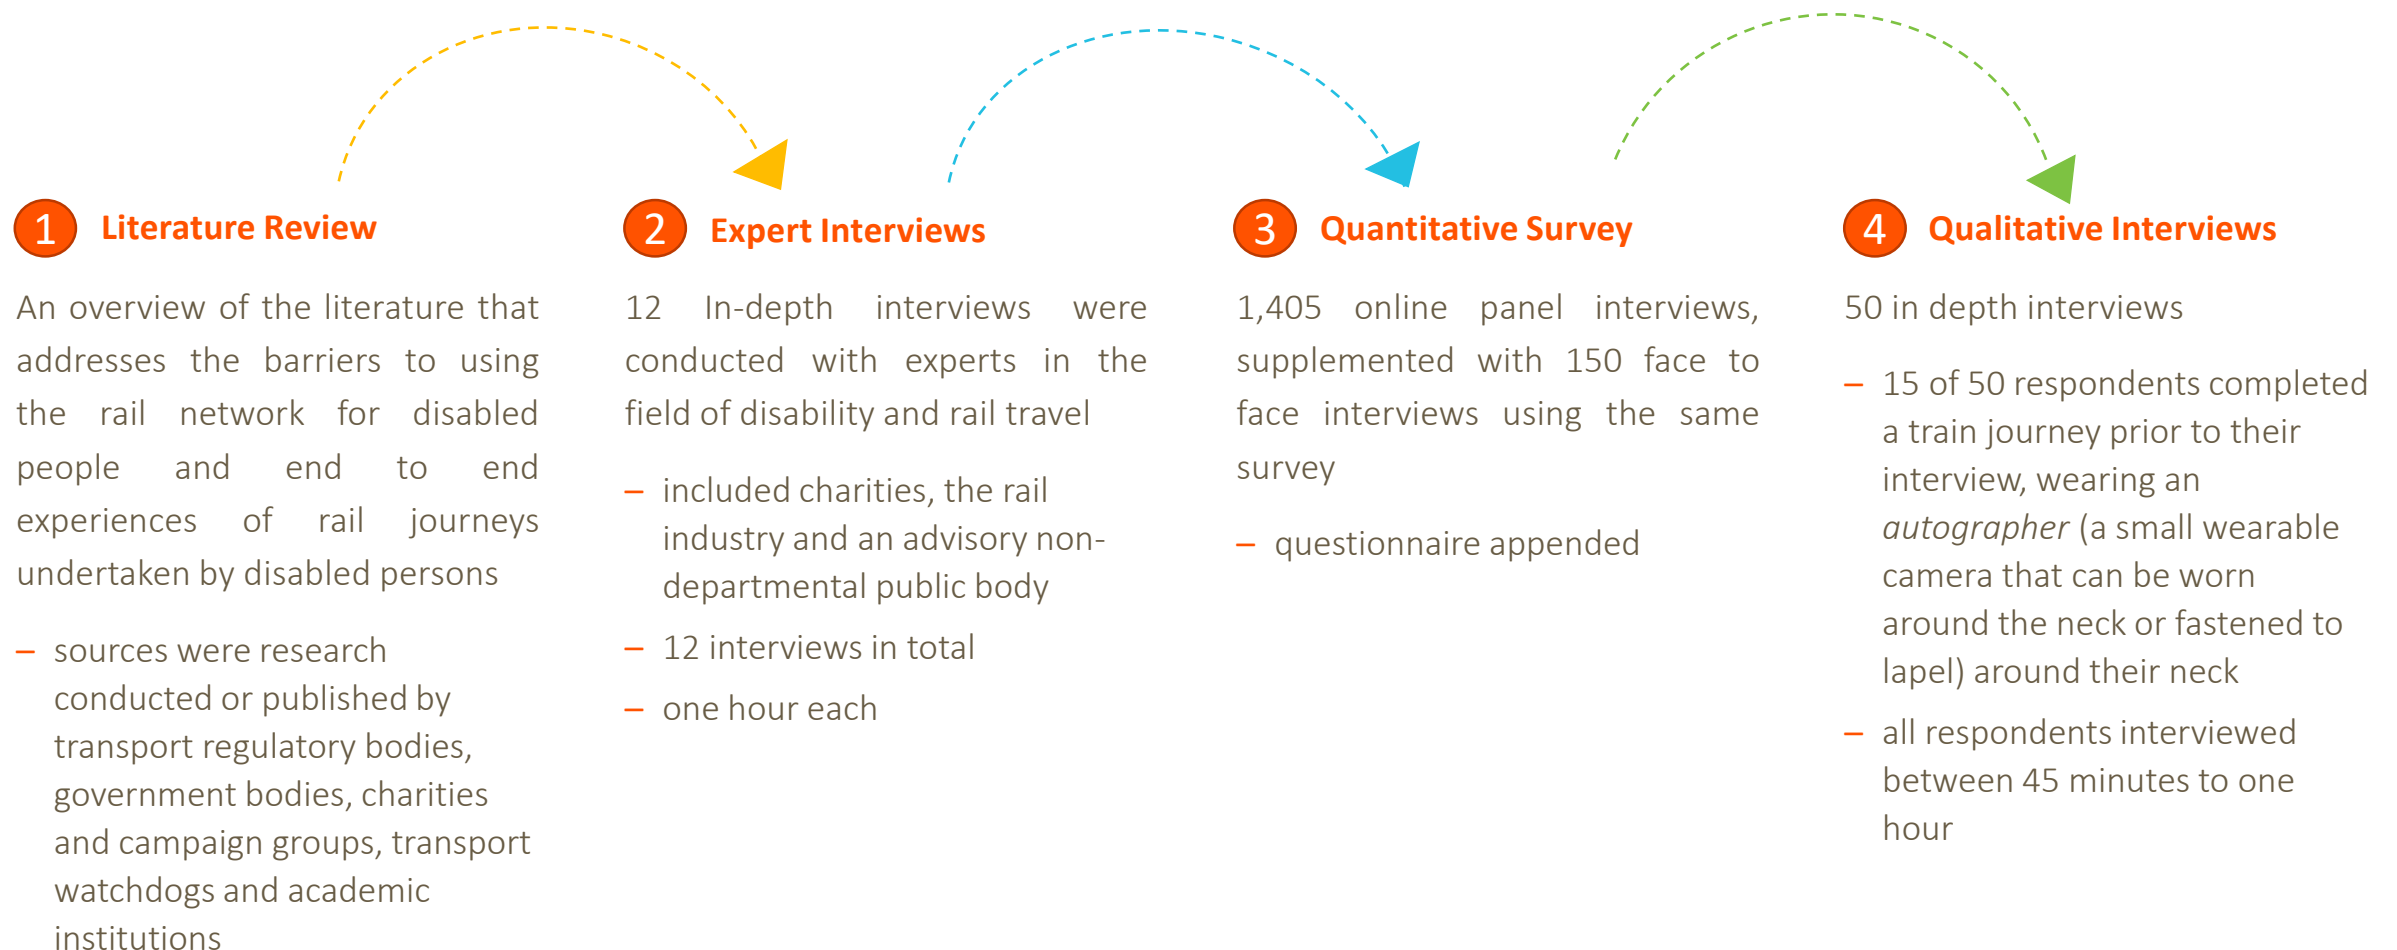 1 Literature Review
An overview of the literature that
addresses the barriers to using
the rail network for disabled
people and end to end
experiences of rail journeys
undertaken by disabled persons
– sources were research
conducted or published by
transport regulatory bodies,
government bodies, charities
and campaign groups, transport
watchdogs and academic
institutions
2 Expert Interviews
12 In-depth interviews were
conducted with experts in the
field of disability and rail travel
– included charities, the rail
industry and an advisory non-
departmental public body
– 12 interviews in total
– one hour each
3 Quantitative Survey
1,405 online panel interviews,
supplemented with 150 face to
face interviews using the same
survey
– questionnaire appended
4 Qualitative Interviews
50 in depth interviews
– 15 of 50 respondents completed
a train journey prior to their
interview, wearing an
autographer (a small wearable
camera that can be worn
around the neck or fastened to
lapel) around their neck
– all respondents interviewed
between 45 minutes to one
hour